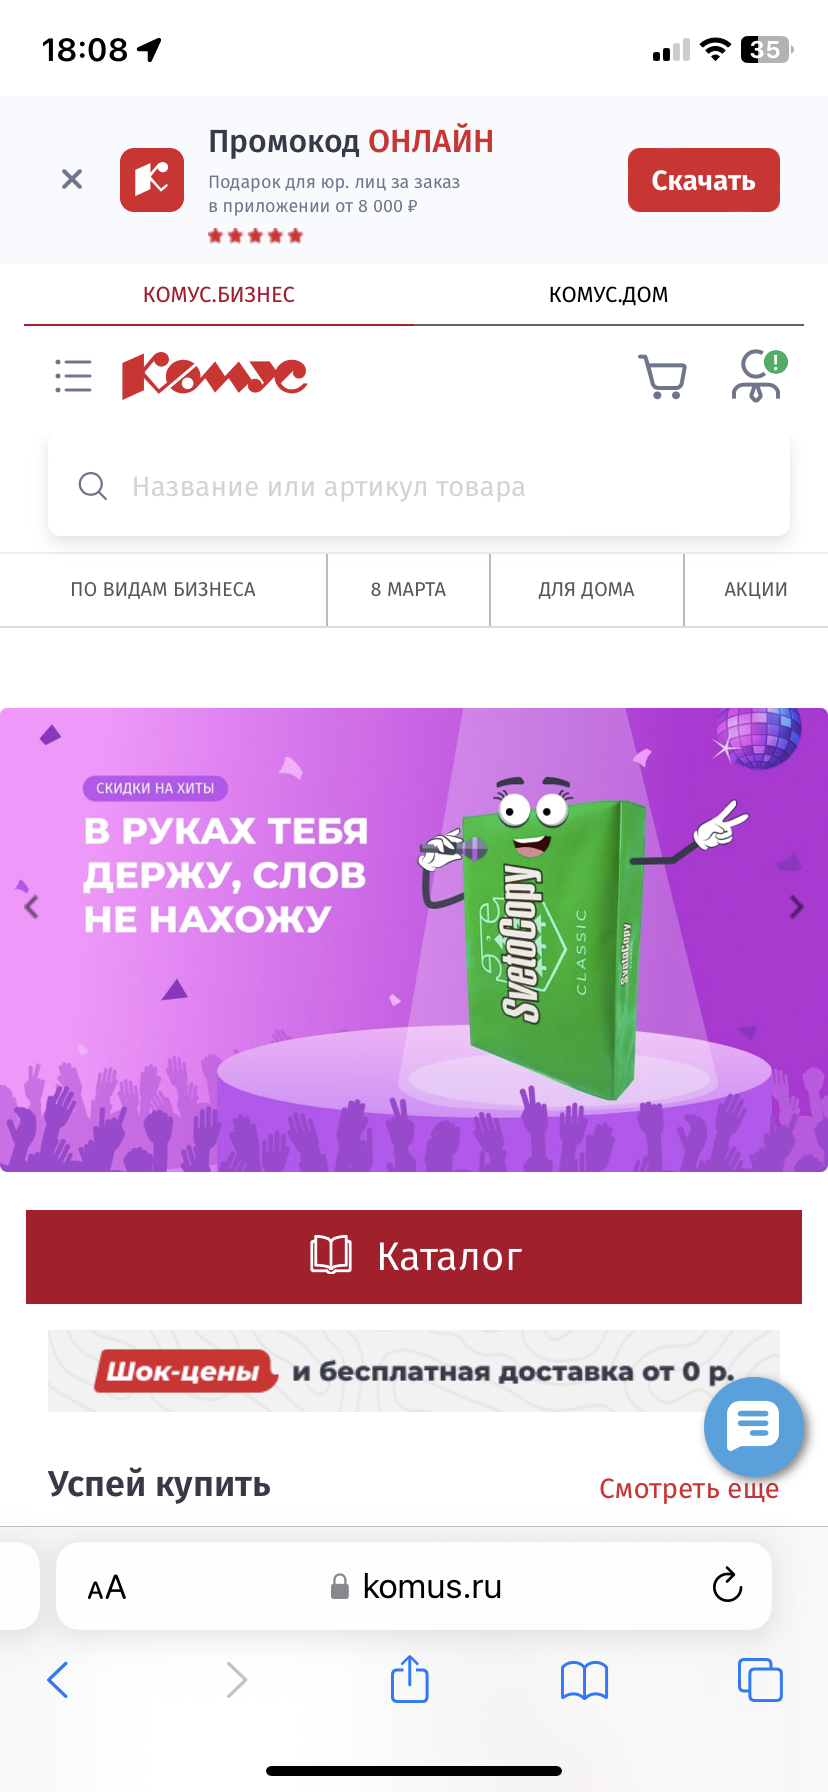 18:08
35
Промокод ОНЛАЙН
Подарок для юр. лиц за заказ
в приложении от 8 000 ₽
Скачать
КОМУС.БИЗНЕС
КОМУС.ДОМ
Комус
Название или артикул товара
ПО ВИДАМ БИЗНЕСА
8 МАРТА
ДЛЯ ДОМА
АКЦИИ
СКИДКИ НА ХИТЫ
В РУКАХ ТЕБЯ
ДЕРЖУ, СЛОВ
НЕ НАХОЖУ
SvetoCopy
CLASSIC
SvetoCopy
Каталог
Шок-цены и бесплатная доставка от 0 р.
Успей купить
Смотреть еще
AA
komus.ru